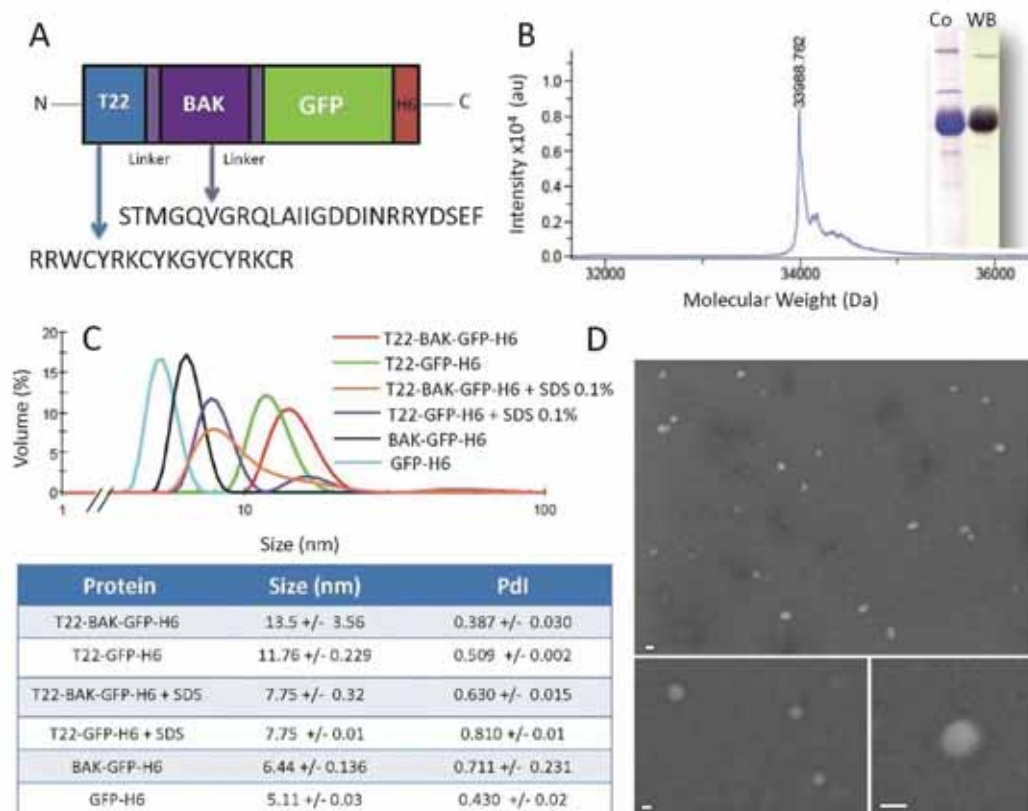 A
N
T22
BAK
GFP
H6
C
Linker
Linker
STMGQVGRQLAIIGDDINRRYDSEF
RRWCYRKCYKGYCYRKCR
B
Co WB
33988.762
Intensity x10⁴ (au)
1.0
0.8
0.6
0.4
0.2
0.0
32000 34000 36000
Molecular Weight (Da)
C
Volume (%)
20
15
10
5
0
1 10 100
Size (nm)
T22-BAK-GFP-H6
T22-GFP-H6
T22-BAK-GFP-H6 + SDS 0.1%
T22-GFP-H6 + SDS 0.1%
BAK-GFP-H6
GFP-H6
Protein Size (nm) PdI
T22-BAK-GFP-H6 13.5 +/- 3.56 0.387 +/- 0.030
T22-GFP-H6 11.76 +/- 0.229 0.509 +/- 0.002
T22-BAK-GFP-H6 + SDS 7.75 +/- 0.32 0.630 +/- 0.015
T22-GFP-H6 + SDS 7.75 +/- 0.01 0.810 +/- 0.01
BAK-GFP-H6 6.44 +/- 0.136 0.711 +/- 0.231
GFP-H6 5.11 +/- 0.03 0.430 +/- 0.02
D